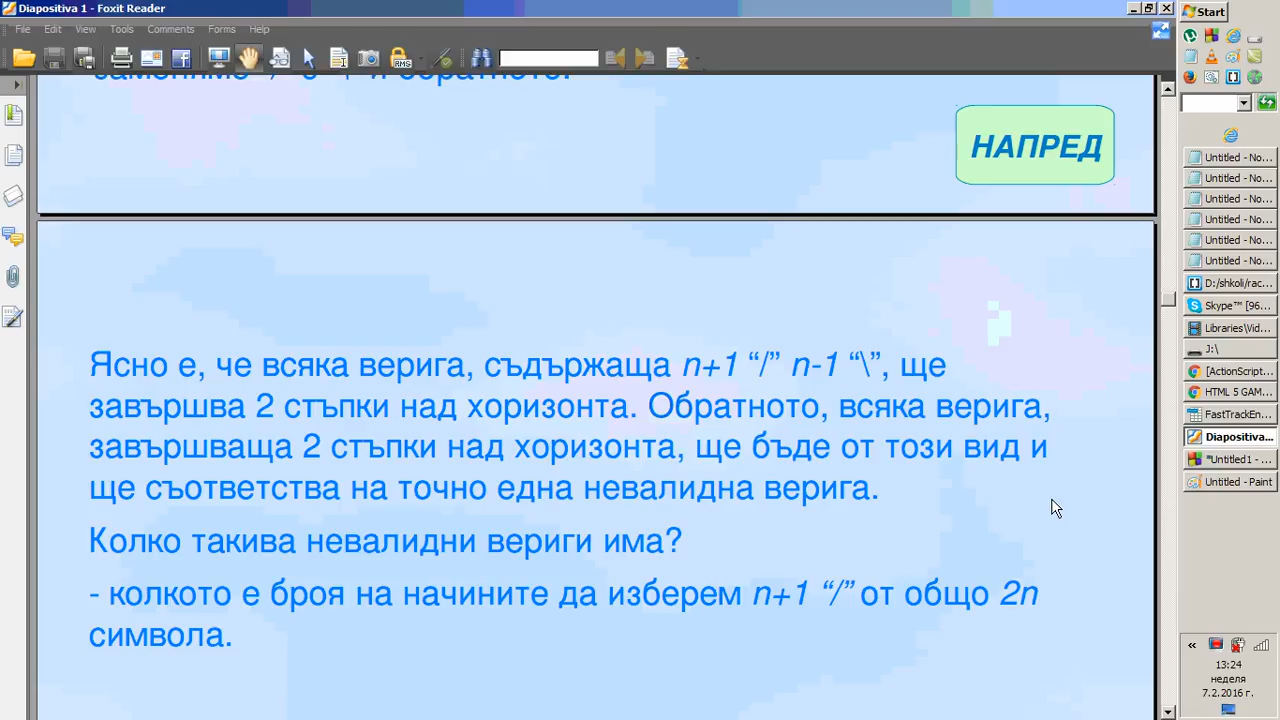 Diapositiva 1 - Foxit Reader
File Edit View Tools Comments Forms Help
RMS
и обратното.
НАПРЕД
Ясно е, че всяка верига, съдържаща n+1 “/” n-1 “\”, ще
завършва 2 стъпки над хоризонта. Обратното, всяка верига,
завършваща 2 стъпки над хоризонта, ще бъде от този вид и
ще съответства на точно една невалидна верига.
Колко такива невалидни вериги има?
- колкото е броя на начините да изберем n+1 “/” от общо 2n
символа.
Start
Untitled - No...
Untitled - No...
Untitled - No...
Untitled - No...
Untitled - No...
Untitled - No...
D:/shkoli/rac...
Skype™ [96...
Libraries\Vid...
J:\
[ActionScript...
HTML 5 GAM...
FastTrackEn...
Diapositiva...
*Untitled1 - ...
Untitled - Paint
«
13:24
неделя
7.2.2016 г.